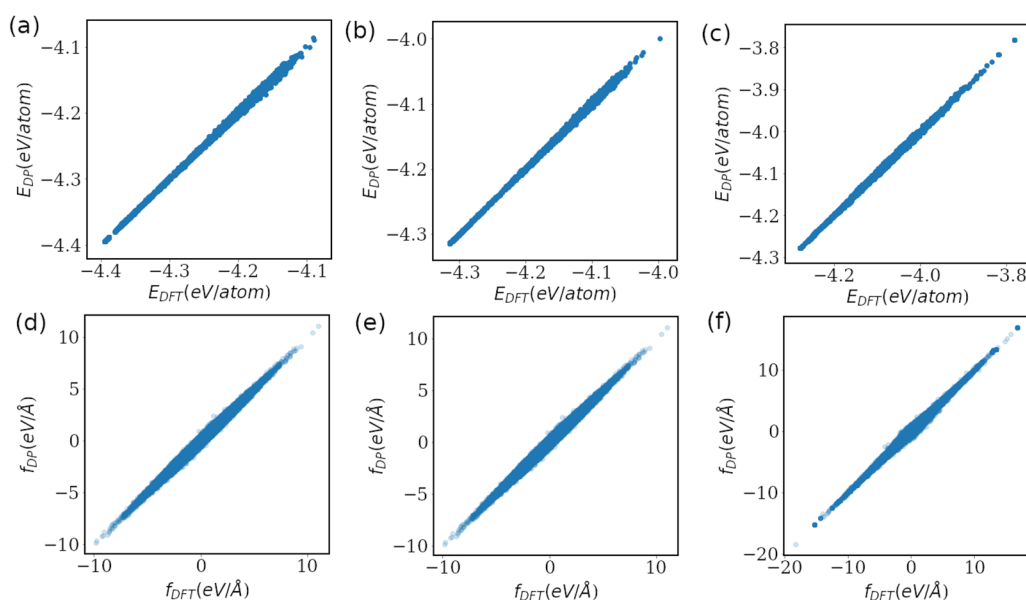 (a)
−4.1
−4.2
−4.3
−4.4
E_DP(eV/atom)
−4.4 −4.3 −4.2 −4.1
E_DFT(eV/atom)
(b)
−4.0
−4.1
−4.2
−4.3
E_DP(eV/atom)
−4.3 −4.2 −4.1 −4.0
E_DFT(eV/atom)
(c)
−3.8
−3.9
−4.0
−4.1
−4.2
−4.3
E_DP(eV/atom)
−4.2 −4.0 −3.8
E_DFT(eV/atom)
(d)
10
5
0
−5
−10
f_DP(eV/Å)
−10 0 10
f_DFT(eV/Å)
(e)
10
5
0
−5
−10
f_DP(eV/Å)
−10 0 10
f_DFT(eV/Å)
(f)
20
10
0
−10
−20
f_DP(eV/Å)
−20 −10 0 10
f_DFT(eV/Å)